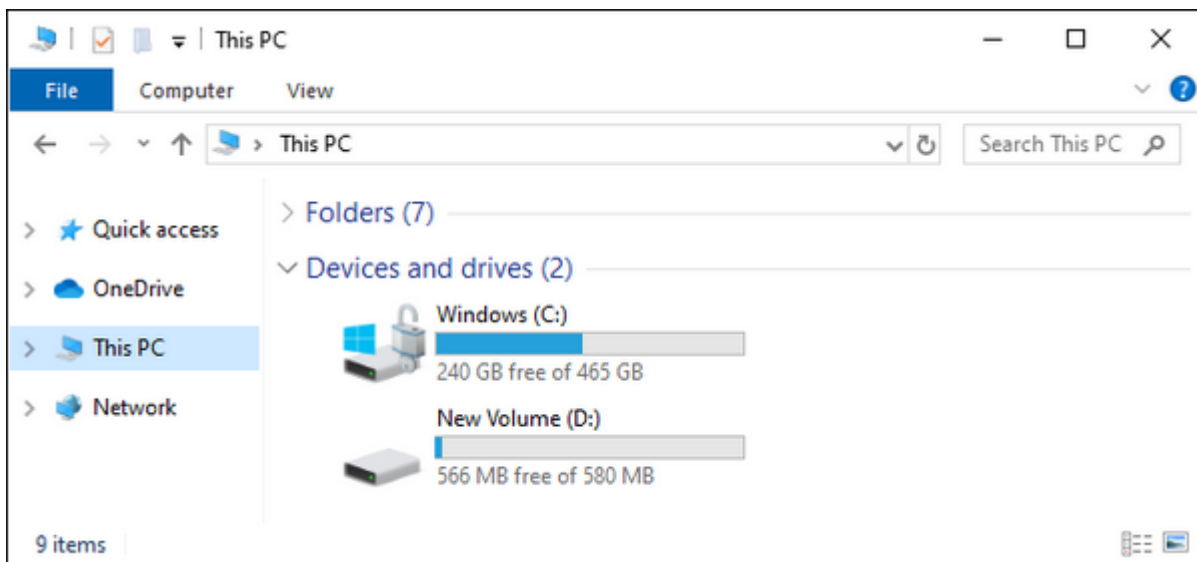 This PC
File Computer View
This PC
Search This PC
Quick access
OneDrive
This PC
Network
Folders (7)
Devices and drives (2)
Windows (C:)
240 GB free of 465 GB
New Volume (D:)
566 MB free of 580 MB
9 items